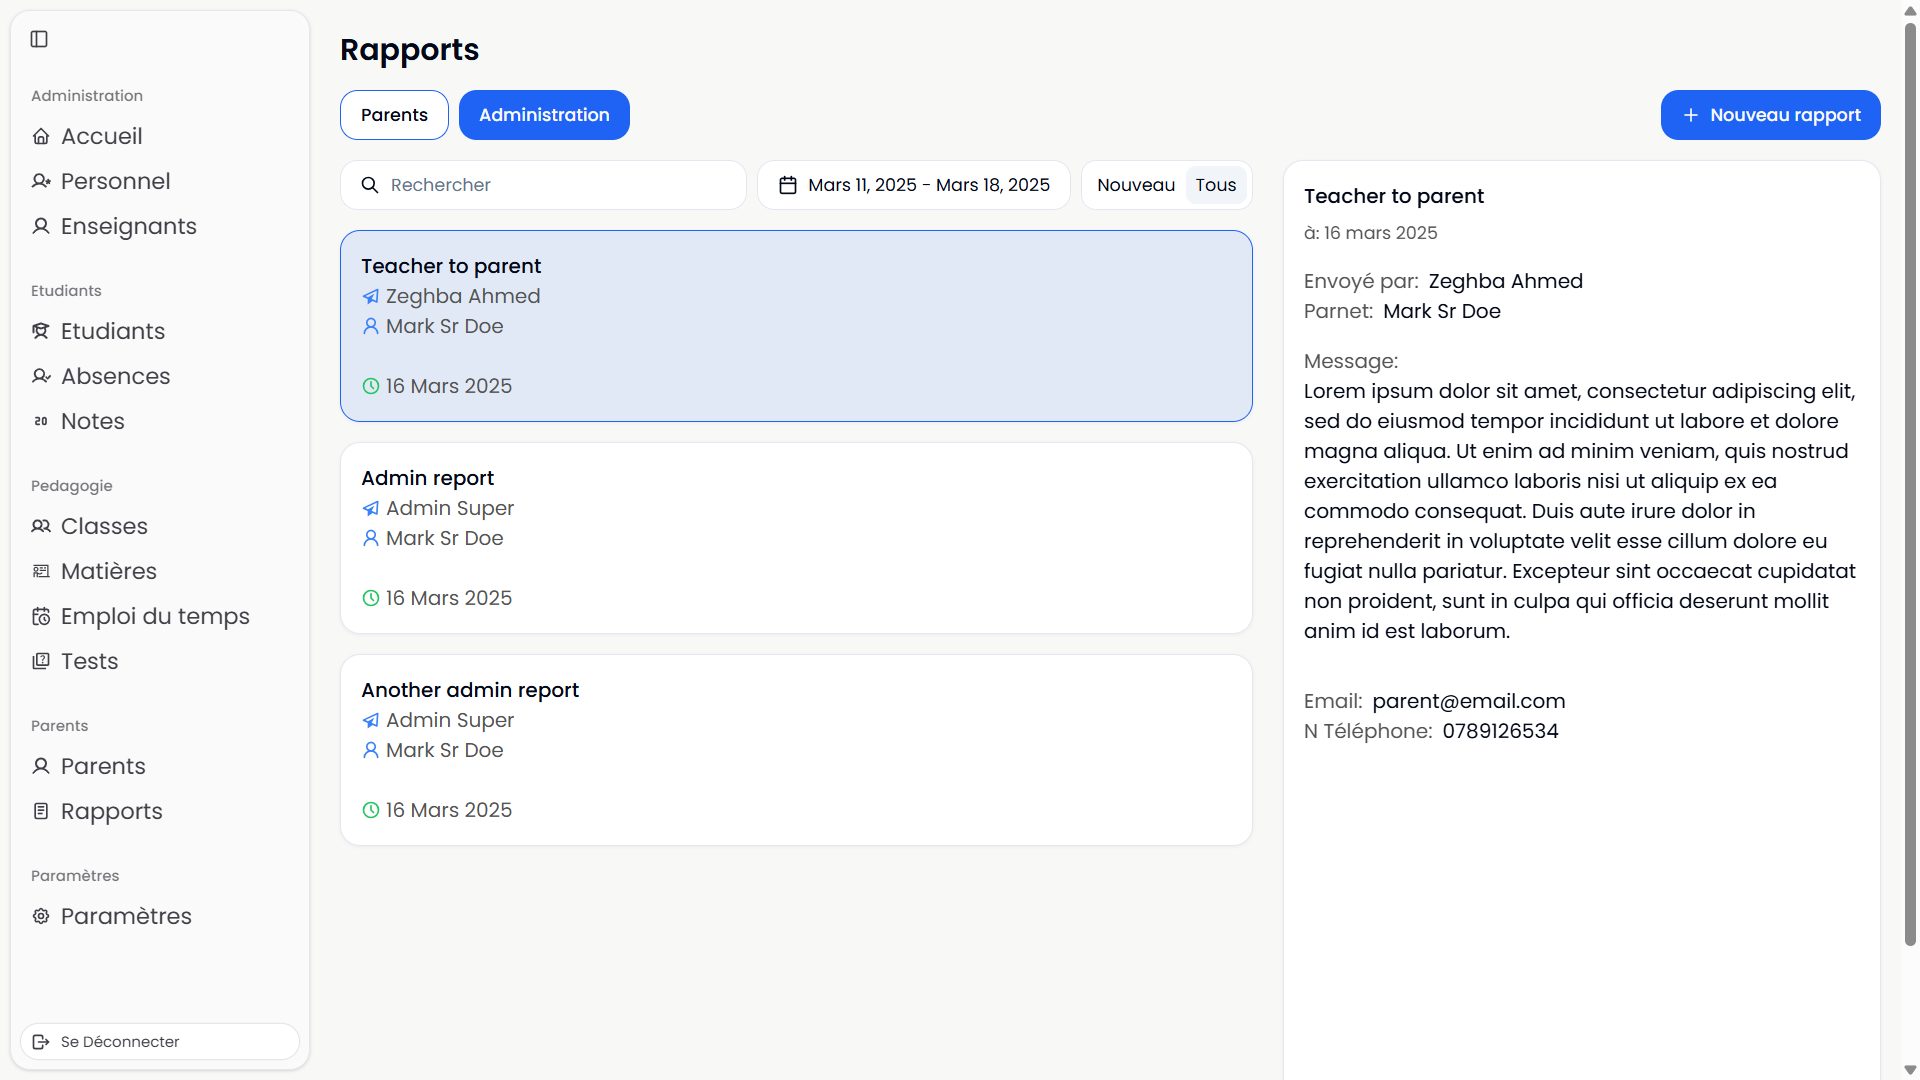 Administration
Accueil
Personnel
Enseignants
Etudiants
Etudiants
Absences
20 Notes
Pedagogie
Classes
Matières
Emploi du temps
Tests
Parents
Parents
Rapports
Paramètres
Paramètres
Se Déconnecter
Rapports
Parents
Administration
+ Nouveau rapport
Rechercher
Mars 11, 2025 - Mars 18, 2025
Nouveau
Tous
Teacher to parent
Zeghba Ahmed
Mark Sr Doe
16 Mars 2025
Admin report
Admin Super
Mark Sr Doe
16 Mars 2025
Another admin report
Admin Super
Mark Sr Doe
16 Mars 2025
Teacher to parent
à: 16 mars 2025
Envoyé par: Zeghba Ahmed
Parnet: Mark Sr Doe
Message:
Lorem ipsum dolor sit amet, consectetur adipiscing elit,
sed do eiusmod tempor incididunt ut labore et dolore
magna aliqua. Ut enim ad minim veniam, quis nostrud
exercitation ullamco laboris nisi ut aliquip ex ea
commodo consequat. Duis aute irure dolor in
reprehenderit in voluptate velit esse cillum dolore eu
fugiat nulla pariatur. Excepteur sint occaecat cupidatat
non proident, sunt in culpa qui officia deserunt mollit
anim id est laborum.
Email: parent@email.com
N Téléphone: 0789126534